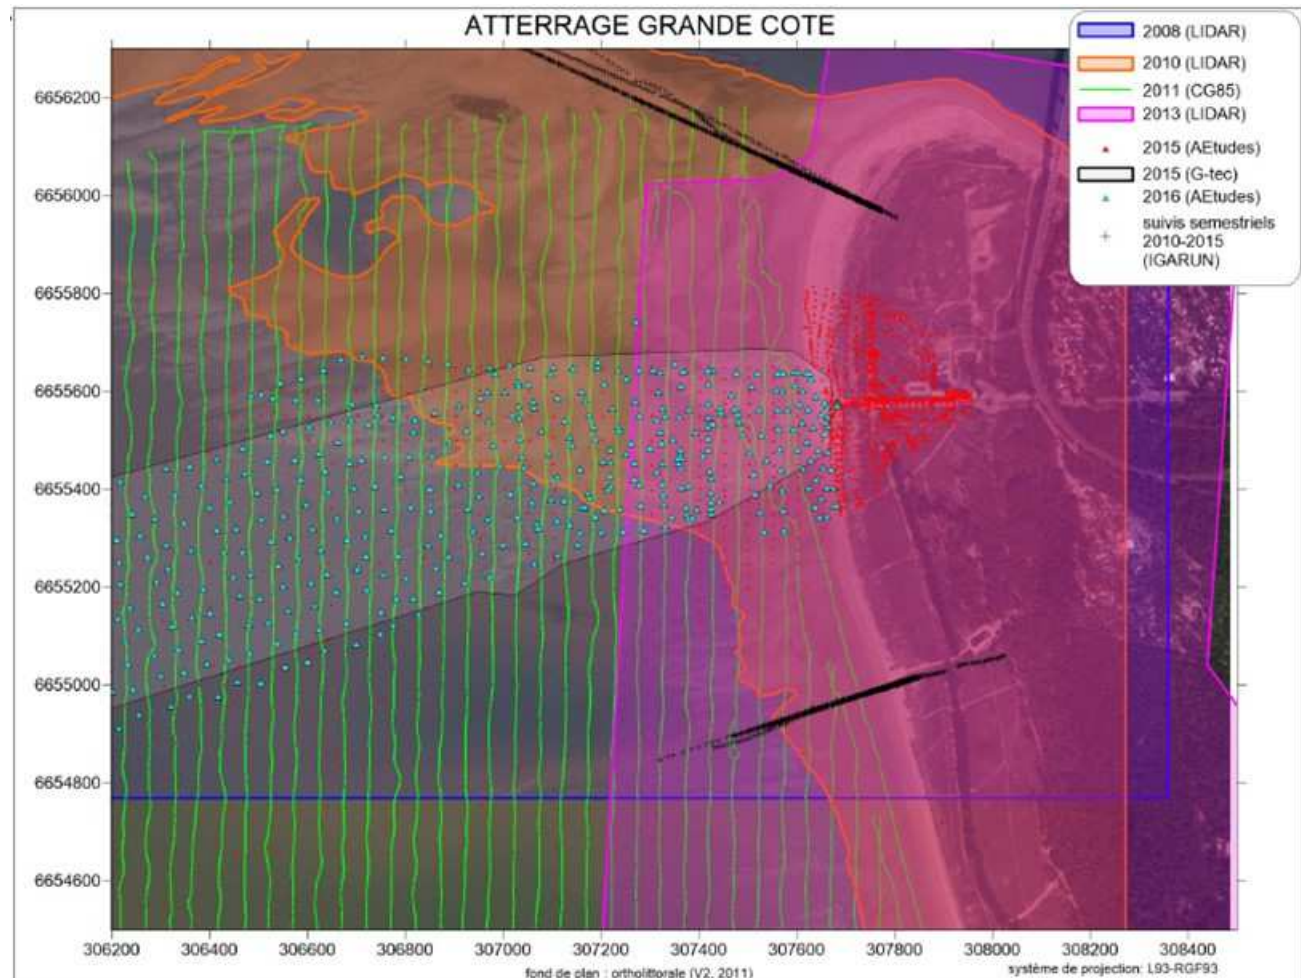 ATTERRAGE GRANDE COTE
2008 (LIDAR)
2010 (LIDAR)
2011 (CG85)
2013 (LIDAR)
2015 (AEtudes)
2015 (G-tec)
2016 (AEtudes)
suivis semestriels
2010-2015
(IGARUN)
6656200
6656000
6655800
6655600
6655400
6655200
6655000
6654800
6654600
306200 306400 306600 306800 307000 307200 307400 307600 307800 308000 308200 308400
fond de plan : ortholittorale (V2, 2011)
système de projection: L93-RGF93